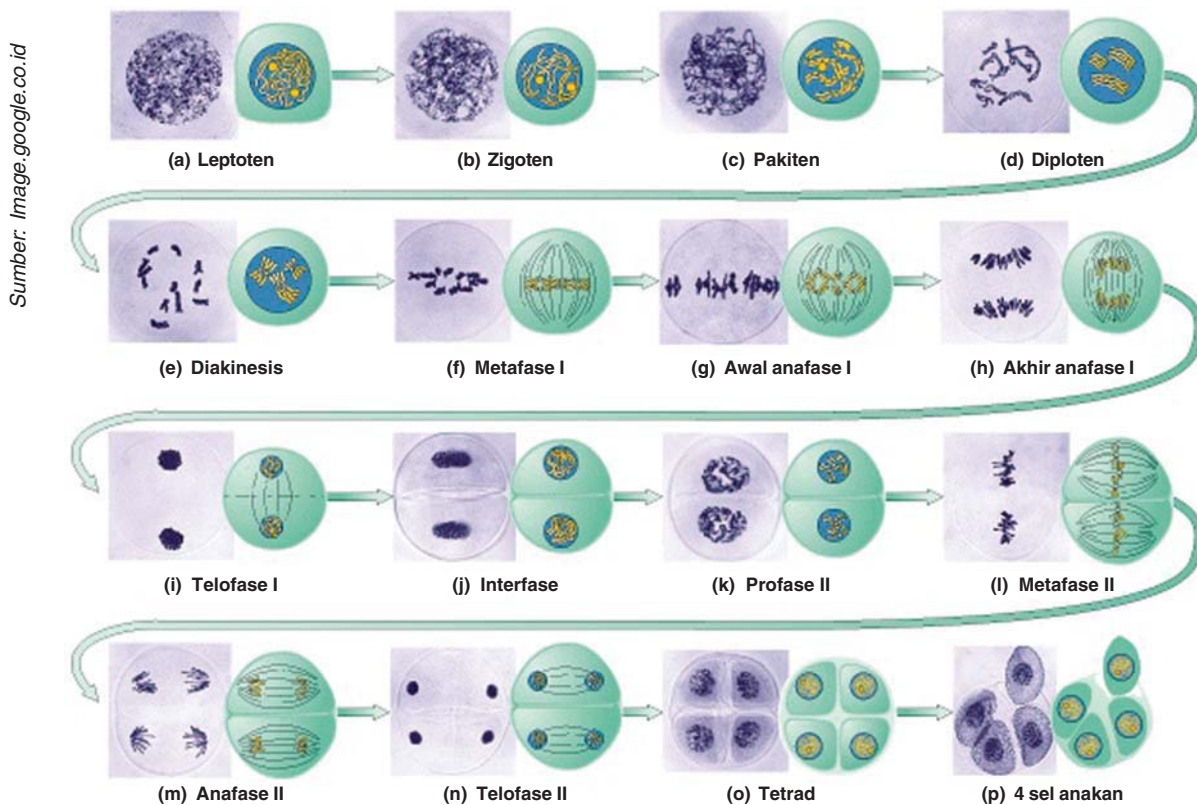 Sumber: Image.google.co.id
(a) Leptoten
(b) Zigoten
(c) Pakiten
(d) Diploten
(e) Diakinesis
(f) Metafase I
(g) Awal anafase I
(h) Akhir anafase I
(i) Telofase I
(j) Interfase
(k) Profase II
(l) Metafase II
(m) Anafase II
(n) Telofase II
(o) Tetrad
(p) 4 sel anakan